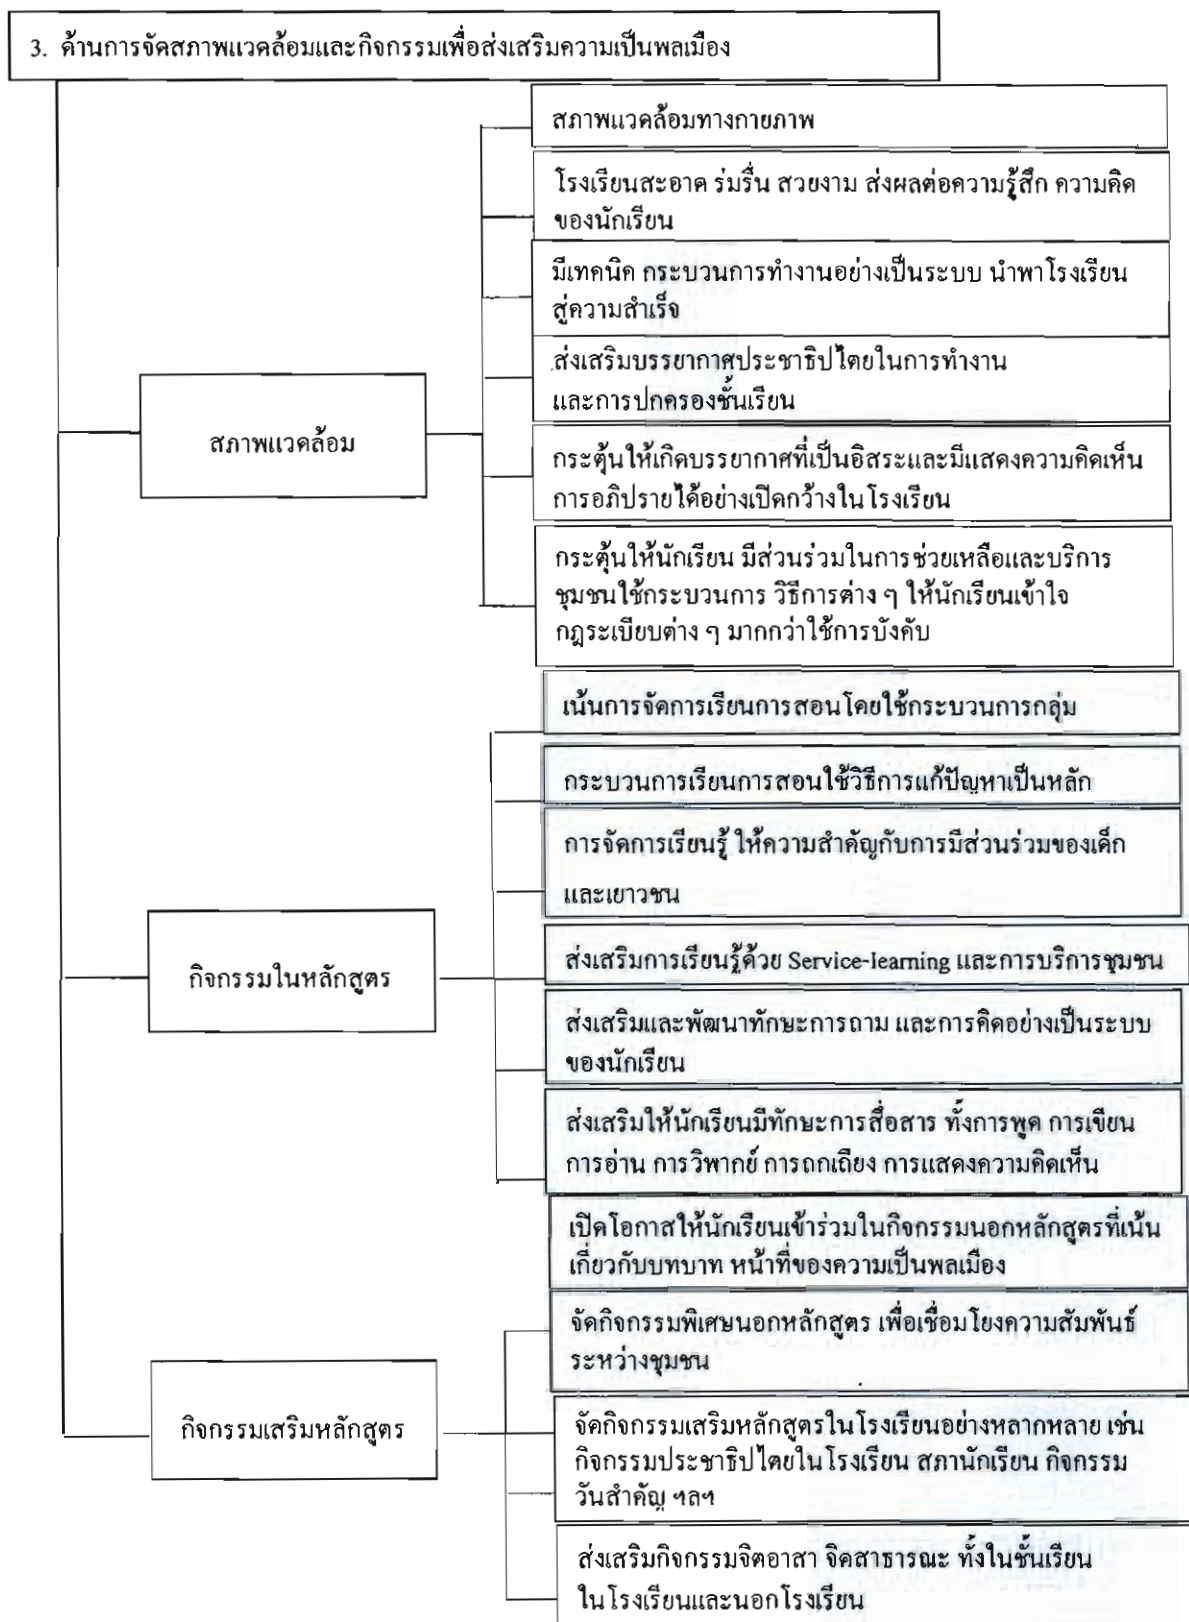 3. ด้านการจัดสภาพแวดล้อมและกิจกรรมเพื่อส่งเสริมความเป็นพลเมือง
สภาพแวดล้อม
สภาพแวดล้อมทางกายภาพ
โรงเรียนสะอาด ร่มรื่น สวยงาม ส่งผลต่อความรู้สึก ความคิด
ของนักเรียน
มีเทคนิค กระบวนการทำงานอย่างเป็นระบบ นำพาโรงเรียน
สู่ความสำเร็จ
ส่งเสริมบรรยากาศประชาธิปไตยในการทำงาน
และการปกครองชั้นเรียน
กระตุ้นให้เกิดบรรยากาศที่เป็นอิสระและมีแสดงความคิดเห็น
การอภิปรายได้อย่างเปิดกว้างในโรงเรียน
กระตุ้นให้นักเรียน มีส่วนร่วมในการช่วยเหลือและบริการ
ชุมชนใช้กระบวนการ วิธีการต่าง ๆ ให้นักเรียนเข้าใจ
กฎระเบียบต่าง ๆ มากกว่าใช้การบังคับ
กิจกรรมในหลักสูตร
เน้นการจัดการเรียนการสอนโดยใช้กระบวนการกลุ่ม
กระบวนการเรียนการสอนใช้วิธีการแก้ปัญหาเป็นหลัก
การจัดการเรียนรู้ ให้ความสำคัญกับการมีส่วนร่วมของเด็ก
และเยาวชน
ส่งเสริมการเรียนรู้ด้วย Service-learning และการบริการชุมชน
ส่งเสริมและพัฒนาทักษะการถาม และการคิดอย่างเป็นระบบ
ของนักเรียน
ส่งเสริมให้นักเรียนมีทักษะการสื่อสาร ทั้งการพูด การเขียน
การอ่าน การวิพากย์ การถกเถียง การแสดงความคิดเห็น
กิจกรรมเสริมหลักสูตร
เปิดโอกาสให้นักเรียนเข้าร่วมในกิจกรรมนอกหลักสูตรที่เน้น
เกี่ยวกับบทบาท หน้าที่ของความเป็นพลเมือง
จัดกิจกรรมพิเศษนอกหลักสูตร เพื่อเชื่อมโยงความสัมพันธ์
ระหว่างชุมชน
จัดกิจกรรมเสริมหลักสูตรในโรงเรียนอย่างหลากหลาย เช่น
กิจกรรมประชาธิปไตยในโรงเรียน สภานักเรียน กิจกรรม
วันสำคัญ ฯลฯ
ส่งเสริมกิจกรรมจิตอาสา จิตสาธารณะ ทั้งในชั้นเรียน
ในโรงเรียนและนอกโรงเรียน